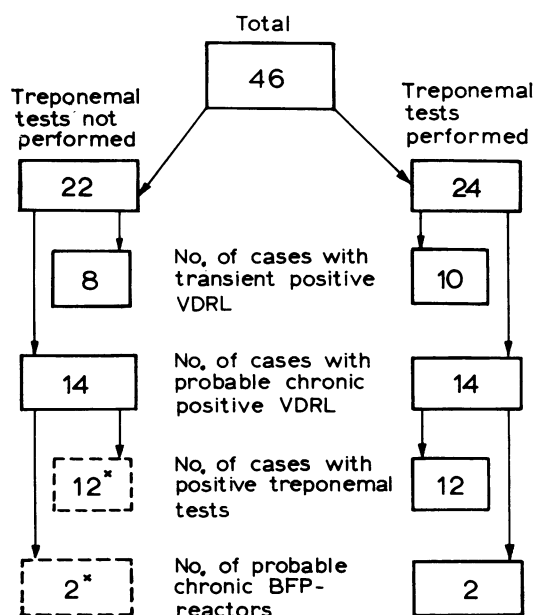 Total
46
Treponemal
tests not
performed
Treponemal
tests
performed
22
24
8
No. of cases with
transient positive
VDRL
10
14
No. of cases with
probable chronic
positive VDRL
14
12*
No. of cases with
positive treponemal
tests
12
2*
No. of probable
chronic BFP-
reactors
2